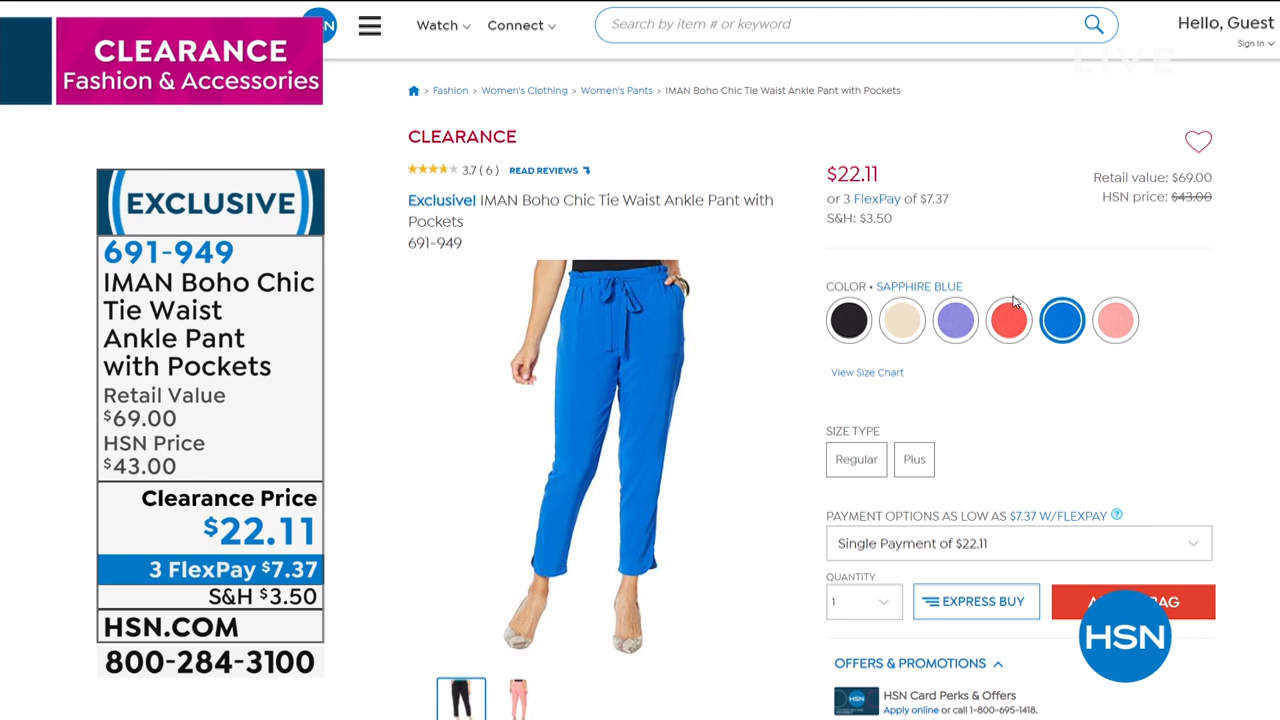 CLEARANCE
Fashion & Accessories
EXCLUSIVE
691-949
IMAN Boho Chic
Tie Waist
Ankle Pant
with Pockets
Retail Value
$69.00
HSN Price
$43.00
Clearance Price
$22.11
3 FlexPay $7.37
S&H $3.50
HSN.COM
800-284-3100
Watch
Connect
Search by item # or keyword
Hello, Guest
Sign In
LIVE
> Fashion > Women's Clothing > Women's Pants > IMAN Boho Chic Tie Waist Ankle Pant with Pockets
CLEARANCE
3.7 ( 6 ) READ REVIEWS
Exclusive! IMAN Boho Chic Tie Waist Ankle Pant with
Pockets
691-949
$22.11
or 3 FlexPay of $7.37
S&H: $3.50
Retail value: $69.00
HSN price: $43.00
COLOR • SAPPHIRE BLUE
View Size Chart
SIZE TYPE
Regular Plus
PAYMENT OPTIONS AS LOW AS $7.37 W/FLEXPAY ?
Single Payment of $22.11
QUANTITY
1
EXPRESS BUY
HSN
OFFERS & PROMOTIONS
HSN
HSN Card Perks & Offers
Apply online or call 1-800-695-1418.